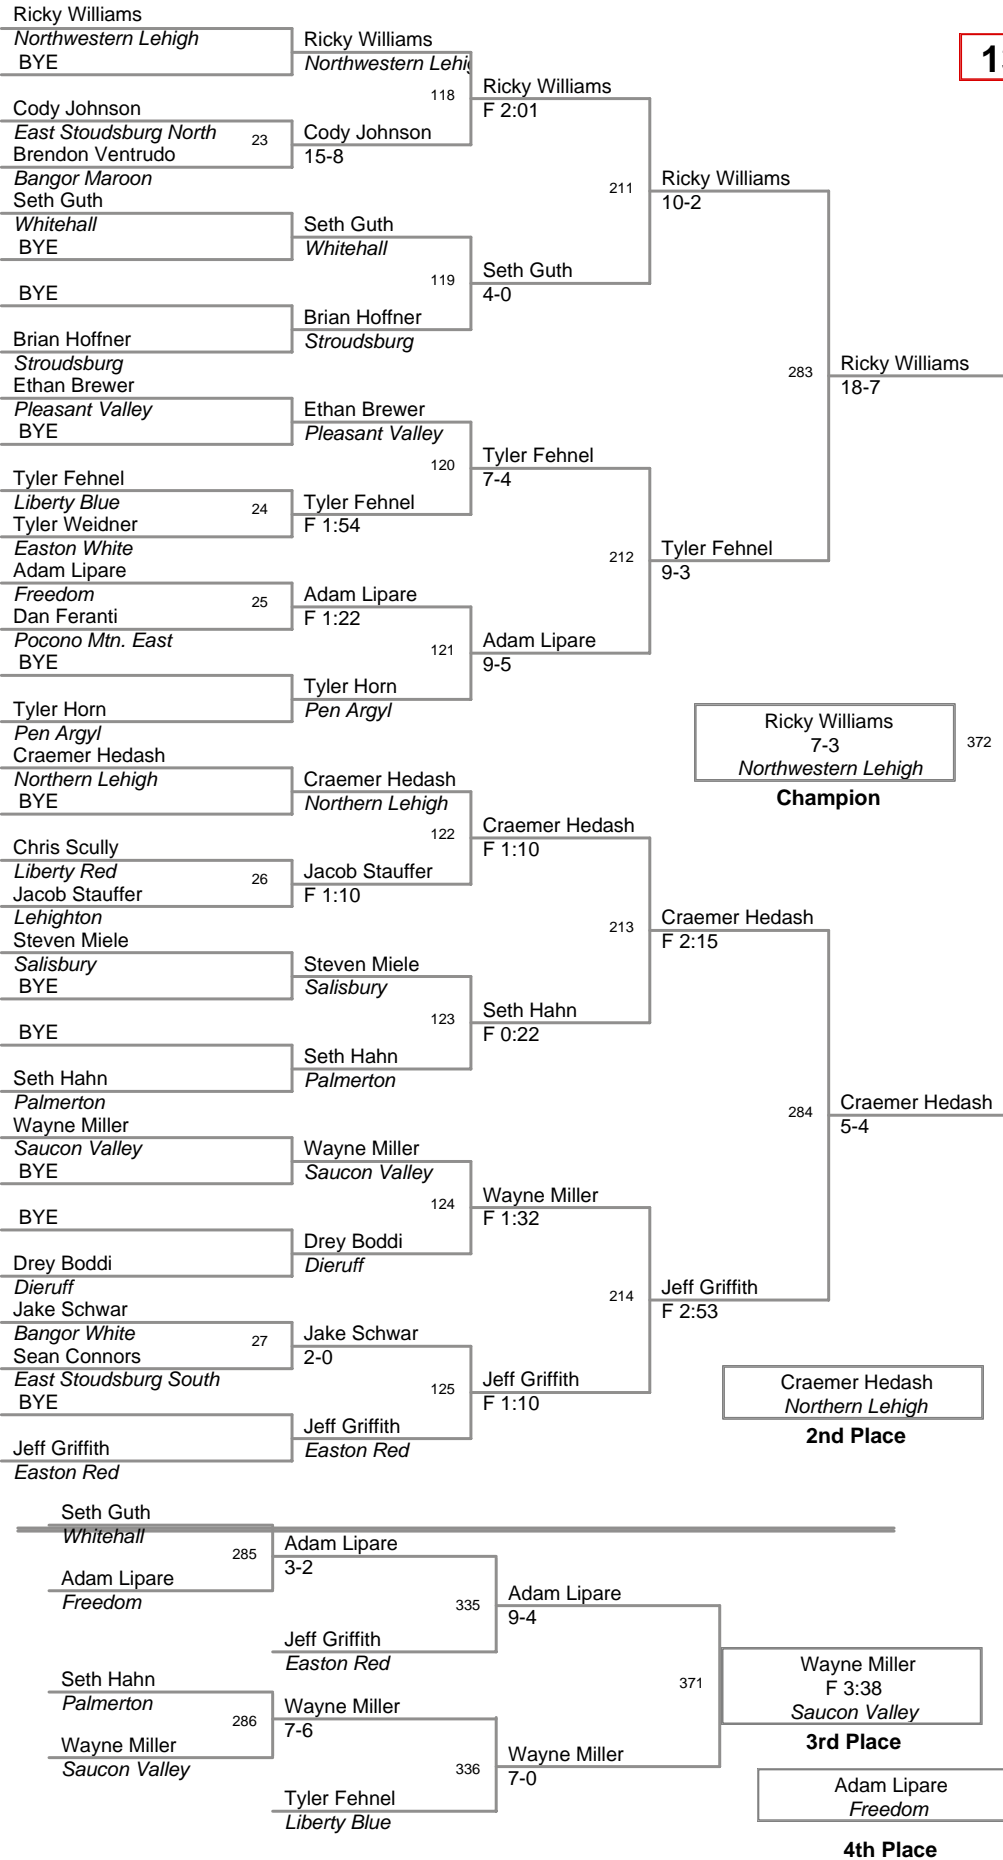 Ricky Williams
Northwestern Lehigh
BYE
Cody Johnson
East Stoudsburg North
23
Brendon Ventrudo
Bangor Maroon
Seth Guth
Whitehall
BYE
BYE
Brian Hoffner
Stroudsburg
Ethan Brewer
Pleasant Valley
BYE
Tyler Fehnel
Liberty Blue
24
Tyler Weidner
Easton White
Adam Lipare
Freedom
25
Dan Feranti
Pocono Mtn. East
BYE
Tyler Horn
Pen Argyl
Craemer Hedash
Northern Lehigh
BYE
Chris Scully
Liberty Red
26
Jacob Stauffer
Lehighton
Steven Miele
Salisbury
BYE
BYE
Seth Hahn
Palmerton
Wayne Miller
Saucon Valley
BYE
BYE
Drey Boddi
Dieruff
Jake Schwar
Bangor White
27
Sean Connors
East Stoudsburg South
BYE
Jeff Griffith
Easton Red
Ricky Williams
Northwestern Lehi
118
Cody Johnson
15-8
Seth Guth
Whitehall
119
Brian Hoffner
Stroudsburg
Ethan Brewer
Pleasant Valley
120
Tyler Fehnel
F 1:54
Adam Lipare
F 1:22
121
Tyler Horn
Pen Argyl
Craemer Hedash
Northern Lehigh
122
Jacob Stauffer
F 1:10
Steven Miele
Salisbury
123
Seth Hahn
Palmerton
Wayne Miller
Saucon Valley
124
Drey Boddi
Dieruff
Jake Schwar
2-0
125
Jeff Griffith
Easton Red
Ricky Williams
F 2:01
211
Seth Guth
4-0
Tyler Fehnel
7-4
212
Adam Lipare
9-5
Craemer Hedash
F 1:10
213
Seth Hahn
F 0:22
Wayne Miller
F 1:32
214
Jeff Griffith
F 1:10
Ricky Williams
10-2
283
Tyler Fehnel
9-3
Craemer Hedash
F 2:15
284
Jeff Griffith
F 2:53
Ricky Williams
18-7
Craemer Hedash
5-4
Ricky Williams
7-3
Northwestern Lehigh
372
Champion
Craemer Hedash
Northern Lehigh
2nd Place
Seth Guth
Whitehall
285
Adam Lipare
Freedom
Seth Hahn
Palmerton
286
Wayne Miller
Saucon Valley
Adam Lipare
3-2
335
Jeff Griffith
Easton Red
Wayne Miller
7-6
336
Tyler Fehnel
Liberty Blue
Adam Lipare
9-4
371
Wayne Miller
7-0
Wayne Miller
F 3:38
Saucon Valley
3rd Place
Adam Lipare
Freedom
4th Place